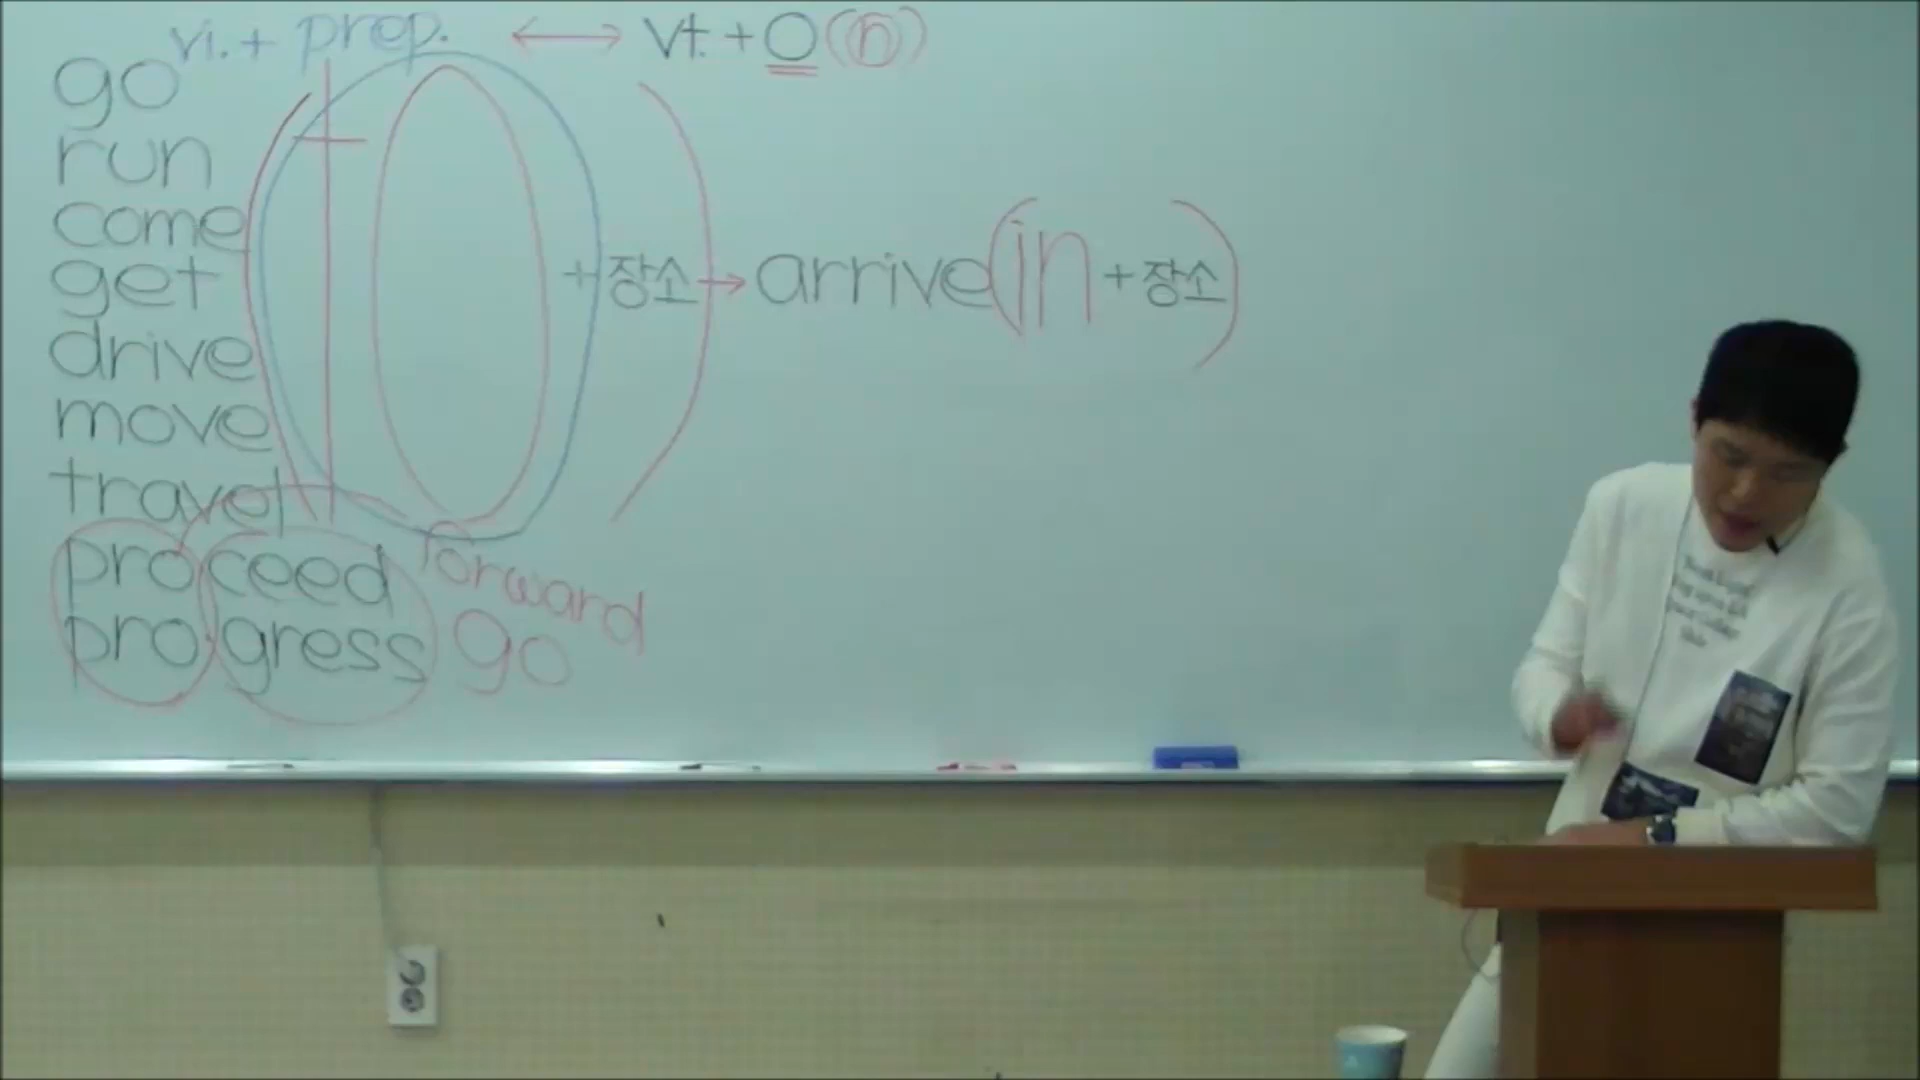 vi. + prep. ↔ vt. + O (n)
go
run
come
get
drive
move
travel
to + 장소 → arrive (in + 장소)
proceed forward
progress go